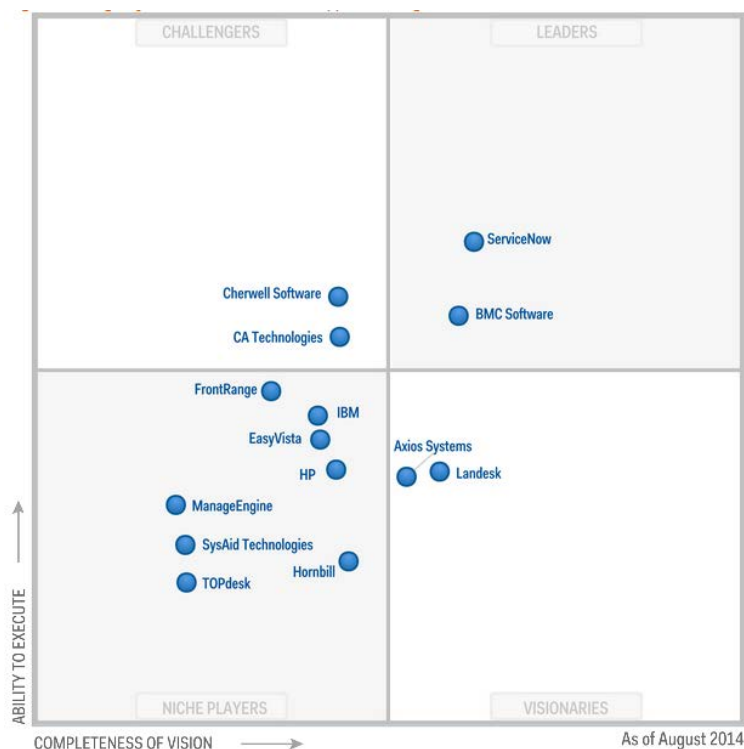 CHALLENGERS
LEADERS
ServiceNow
Cherwell Software
BMC Software
CA Technologies
FrontRange
IBM
EasyVista
Axios Systems
HP
Landesk
ManageEngine
SysAid Technologies
Hornbill
TOPdesk
ABILITY TO EXECUTE
NICHE PLAYERS
VISIONARIES
COMPLETENESS OF VISION
As of August 2014